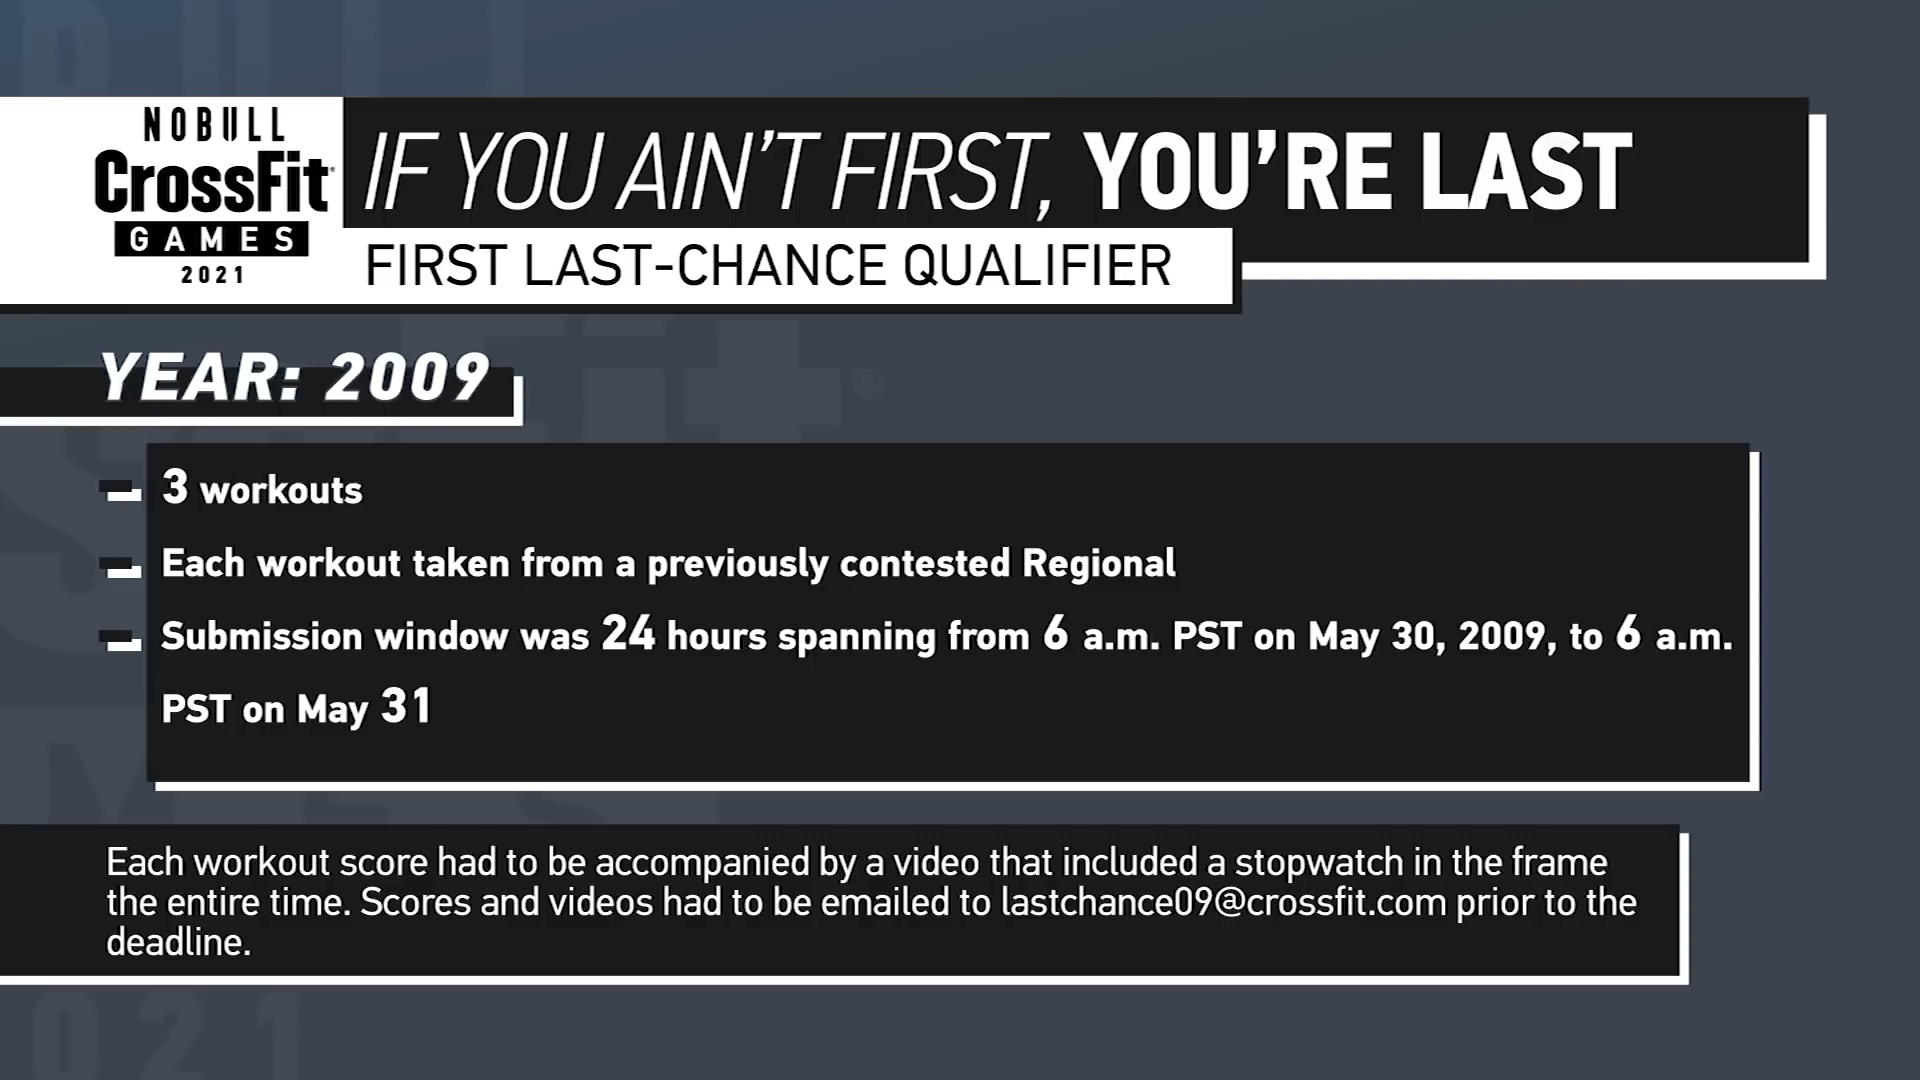 NOBULL
CrossFit
GAMES
2021
IF YOU AIN'T FIRST, YOU'RE LAST
FIRST LAST-CHANCE QUALIFIER
YEAR: 2009
3 workouts
Each workout taken from a previously contested Regional
Submission window was 24 hours spanning from 6 a.m. PST on May 30, 2009, to 6 a.m.
PST on May 31
Each workout score had to be accompanied by a video that included a stopwatch in the frame
the entire time. Scores and videos had to be emailed to lastchance09@crossfit.com prior to the
deadline.